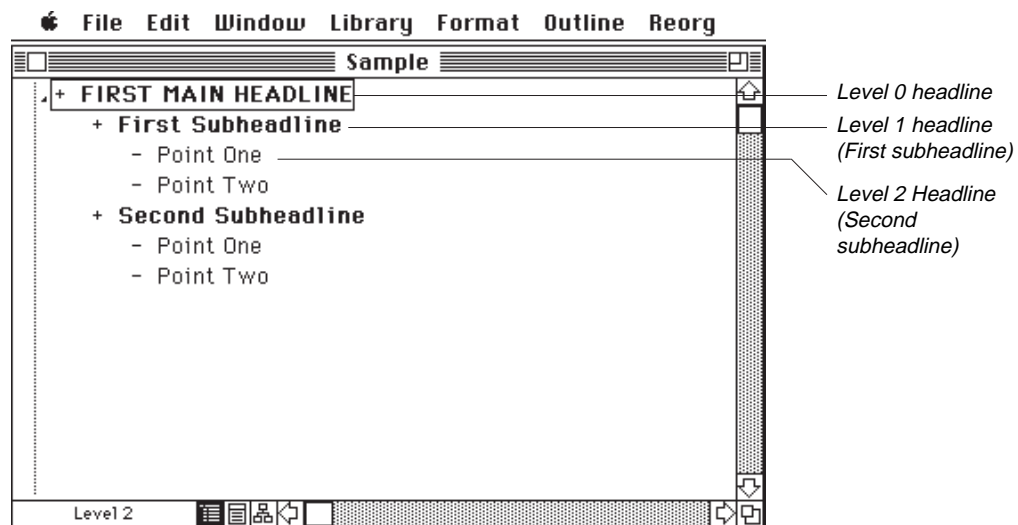 File Edit Window Library Format Outline Reorg
Sample
+ FIRST MAIN HEADLINE
+ First Subheadline
- Point One
- Point Two
+ Second Subheadline
- Point One
- Point Two
Level 2
Level 0 headline
Level 1 headline
(First subheadline)
Level 2 Headline
(Second
subheadline)